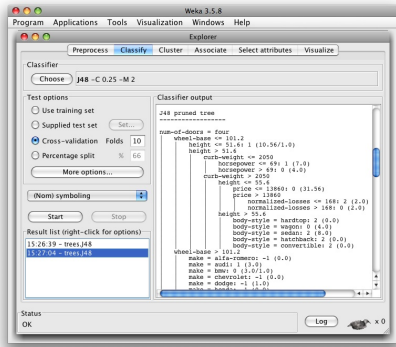 Weka 3.5.8
Program Applications Tools Visualization Windows Help
Explorer
Preprocess Classify Cluster Associate Select attributes Visualize
Classifier
Choose J48 -C 0.25 -M 2
Test options
Use training set
Supplied test set Set...
Cross-validation Folds 10
Percentage split % 66
More options...
(Nom) symboling
Start Stop
Result list (right-click for options)
15:26:39 - trees.J48
15:27:04 - trees.J48
Classifier output
J48 pruned tree
------------------
num-of-doors = four
wheel-base <= 101.2
height <= 51.6: 1 (10.56/1.0)
height > 51.6
curb-weight <= 2050
horsepower <= 69: 1 (7.0)
horsepower > 69: 0 (4.0)
curb-weight > 2050
height <= 55.6
price <= 13860: 0 (31.56)
price > 13860
normalized-losses <= 168: 2 (2.0)
normalized-losses > 168: 0 (2.0)
height > 55.6
body-style = hardtop: 2 (0.0)
body-style = wagon: 0 (4.0)
body-style = sedan: 2 (8.0)
body-style = hatchback: 2 (0.0)
body-style = convertible: 2 (0.0)
wheel-base > 101.2
make = alfa-romero: -1 (0.0)
make = audi: 1 (3.0)
make = bmw: 0 (3.0/1.0)
make = chevrolet: -1 (0.0)
make = dodge: -1 (1.0)
Status
OK
Log
x 0